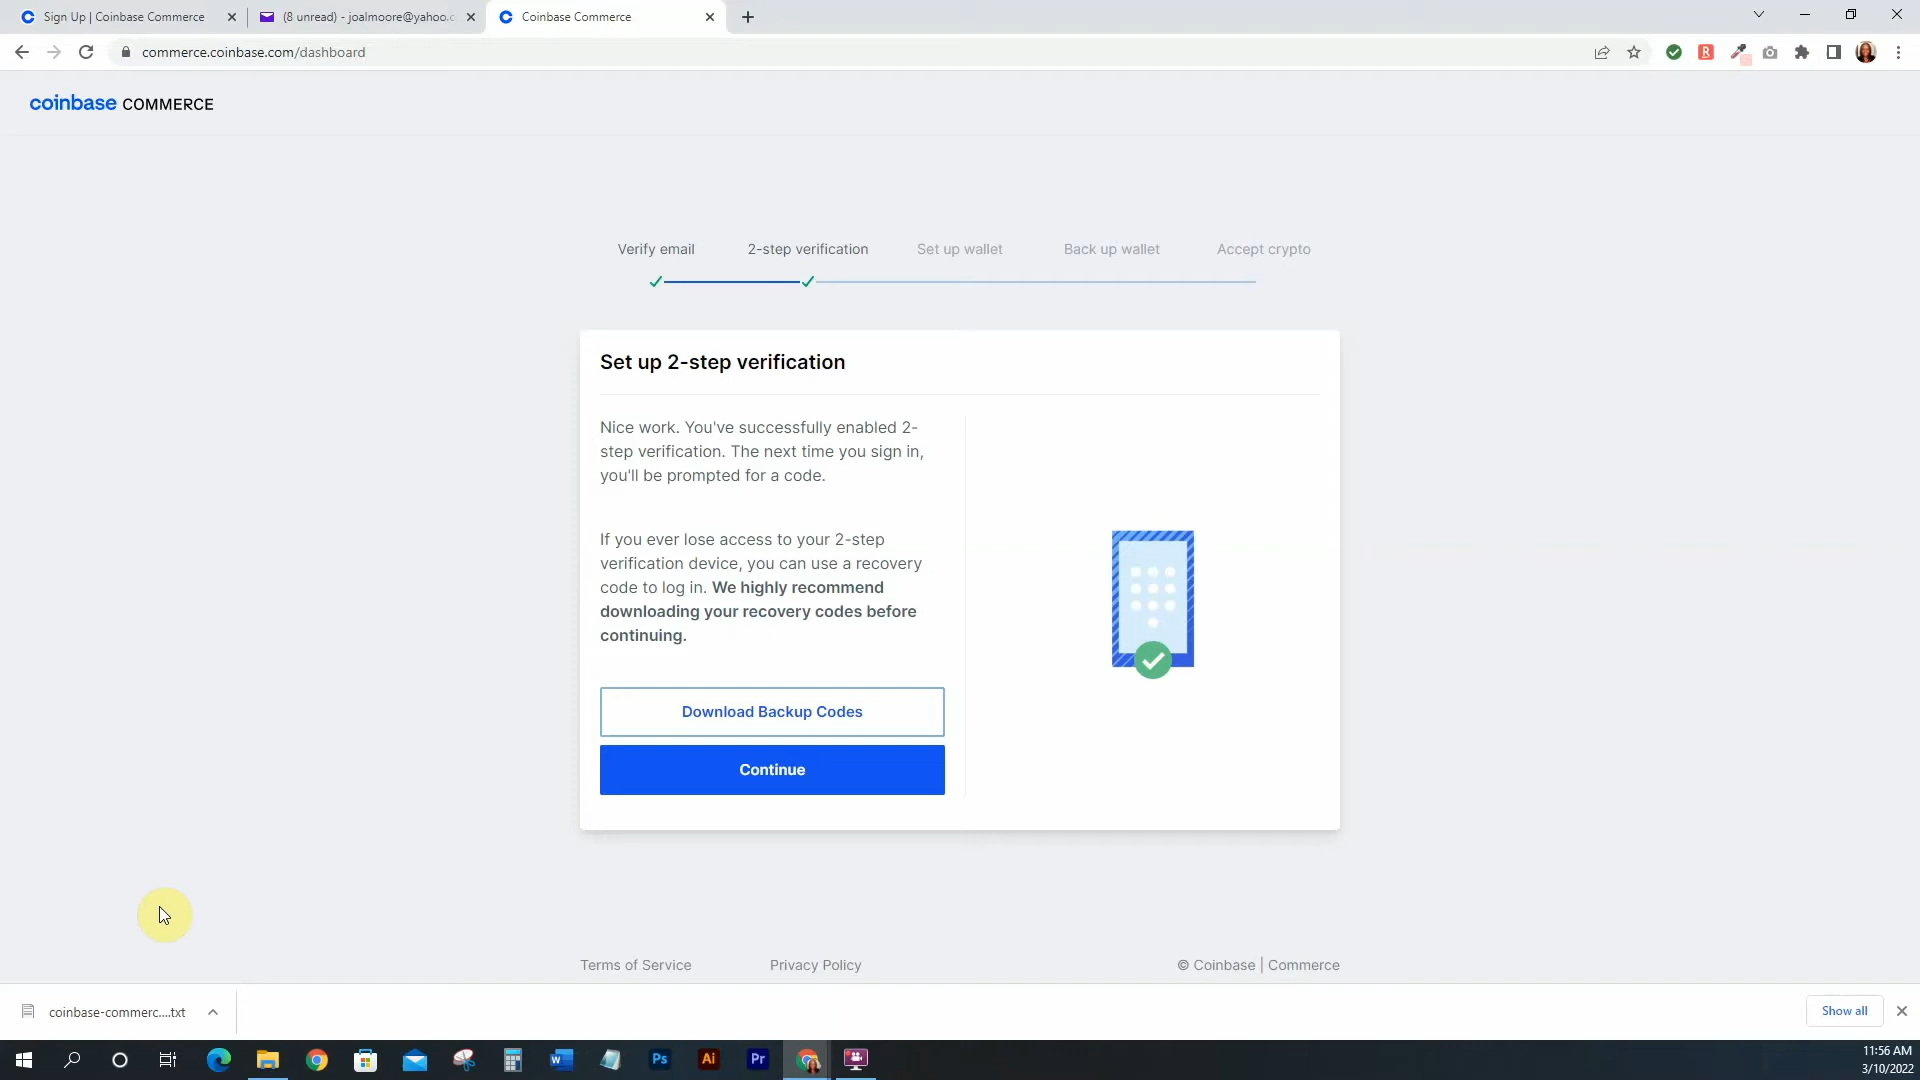 Sign Up | Coinbase Commerce
(8 unread) - joalmoore@yahoo.c
Coinbase Commerce
commerce.coinbase.com/dashboard
coinbase COMMERCE
Verify email
2-step verification
Set up wallet
Back up wallet
Accept crypto
Set up 2-step verification
Nice work. You've successfully enabled 2-
step verification. The next time you sign in,
you'll be prompted for a code.
If you ever lose access to your 2-step
verification device, you can use a recovery
code to log in. We highly recommend
downloading your recovery codes before
continuing.
Download Backup Codes
Continue
Terms of Service
Privacy Policy
© Coinbase | Commerce
coinbase-commerc....txt
Show all
Ps
Ai
Pr
11:56 AM
3/10/2022